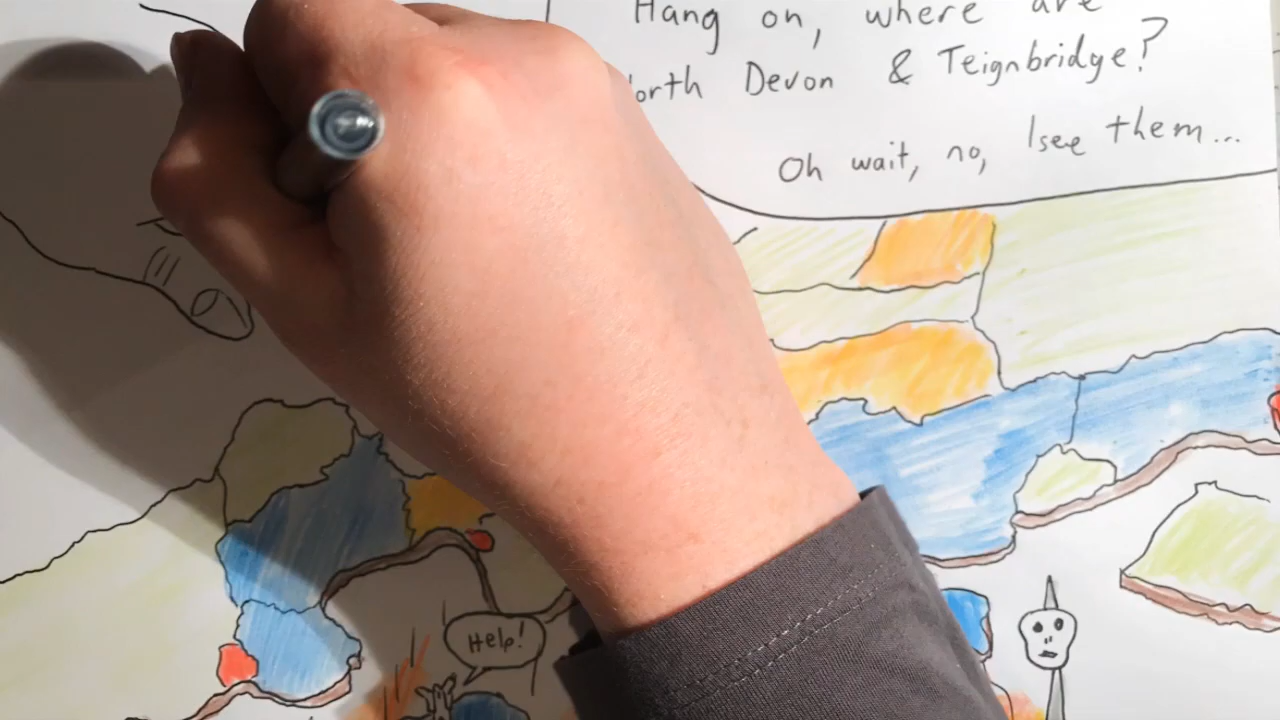 Hang on, where are
orth Devon & Teignbridge?
Oh wait, no, I see them...
Help!